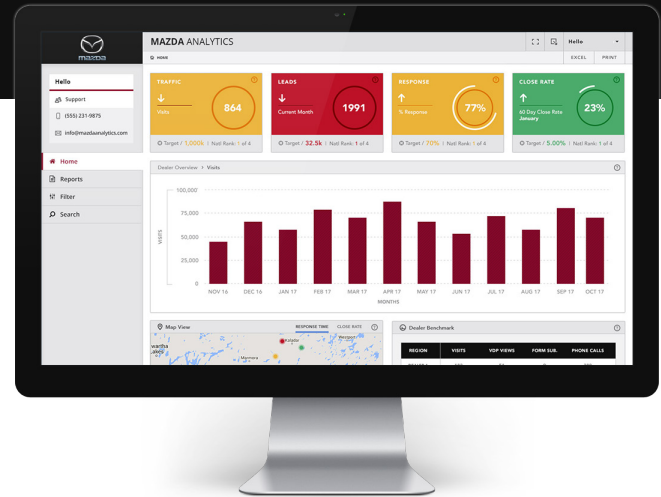 mazda
MAZDA ANALYTICS
Hello
HOME
EXCEL PRINT
Hello
Support
(555) 231-9875
info@mazdaanalytics.com
Home
Reports
Filter
Search
TRAFFIC
Visits
864
Target / 1,000k | Natl Rank: 1 of 4
LEADS
Current Month
1991
Target / 32.5k | Natl Rank: 1 of 4
RESPONSE
% Response
77%
Target / 70% | Natl Rank: 1 of 4
CLOSE RATE
60 Day Close Rate
January
23%
Target / 5.00% | Natl Rank: 1 of 4
Dealer Overview > Visits
100,000
75,000
50,000
25,000
0
VISITS
NOV 16 DEC 16 JAN 17 FEB 17 MAR 17 APR 17 MAY 17 JUN 17 JUL 17 AUG 17 SEP 17 OCT 17
MONTHS
Map View
RESPONSE TIME CLOSE RATE
Marmora
Dealer Benchmark
REGION VISITS VDP VIEWS FORM SUB. PHONE CALLS